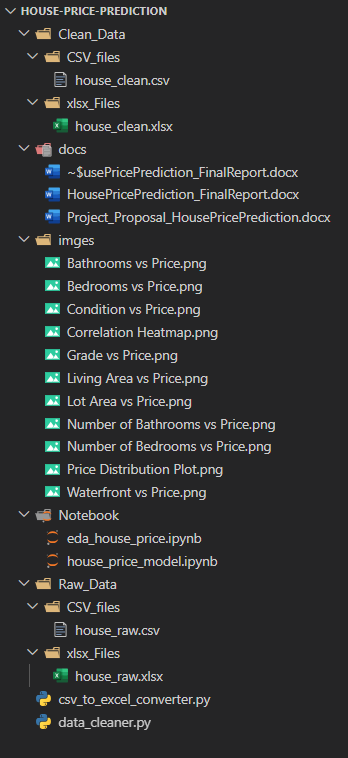 HOUSE-PRICE-PREDICTION
Clean_Data
CSV_files
house_clean.csv
xlsx_Files
house_clean.xlsx
docs
~$usePricePrediction_FinalReport.docx
HousePricePrediction_FinalReport.docx
Project_Proposal_HousePricePrediction.docx
imges
Bathrooms vs Price.png
Bedrooms vs Price.png
Condition vs Price.png
Correlation Heatmap.png
Grade vs Price.png
Living Area vs Price.png
Lot Area vs Price.png
Number of Bathrooms vs Price.png
Number of Bedrooms vs Price.png
Price Distribution Plot.png
Waterfront vs Price.png
Notebook
eda_house_price.ipynb
house_price_model.ipynb
Raw_Data
CSV_files
house_raw.csv
xlsx_Files
house_raw.xlsx
csv_to_excel_converter.py
data_cleaner.py